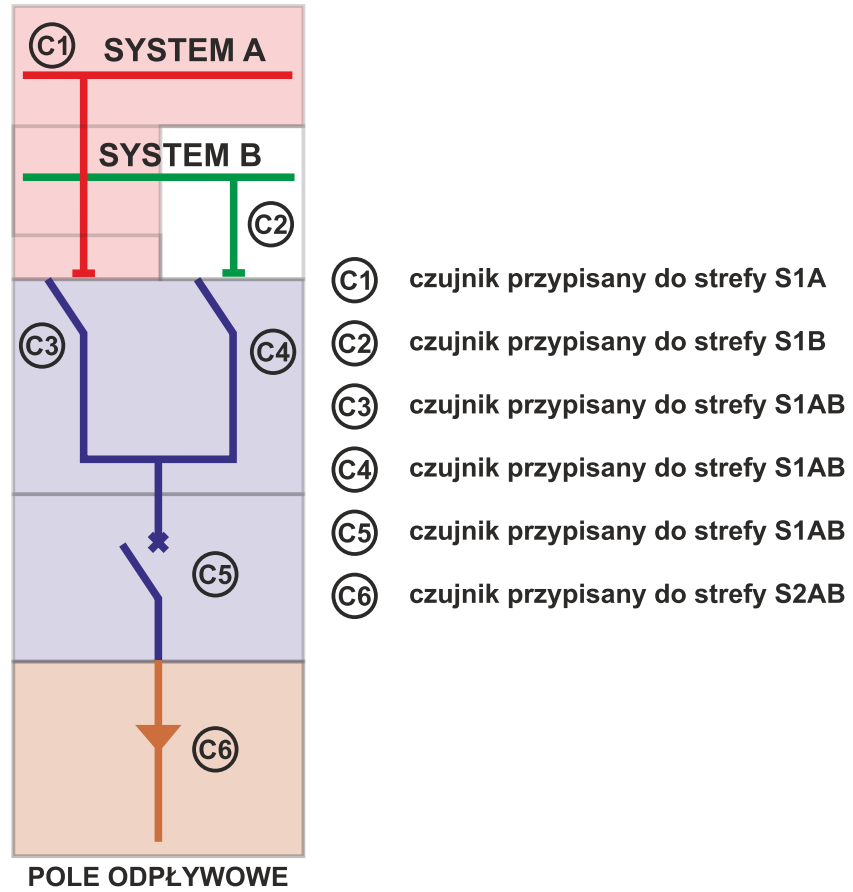 C1 SYSTEM A
SYSTEM B
C2
C3
C4
C5
C6
POLE ODPŁYWOWE
C1 czujnik przypisany do strefy S1A
C2 czujnik przypisany do strefy S1B
C3 czujnik przypisany do strefy S1AB
C4 czujnik przypisany do strefy S1AB
C5 czujnik przypisany do strefy S1AB
C6 czujnik przypisany do strefy S2AB